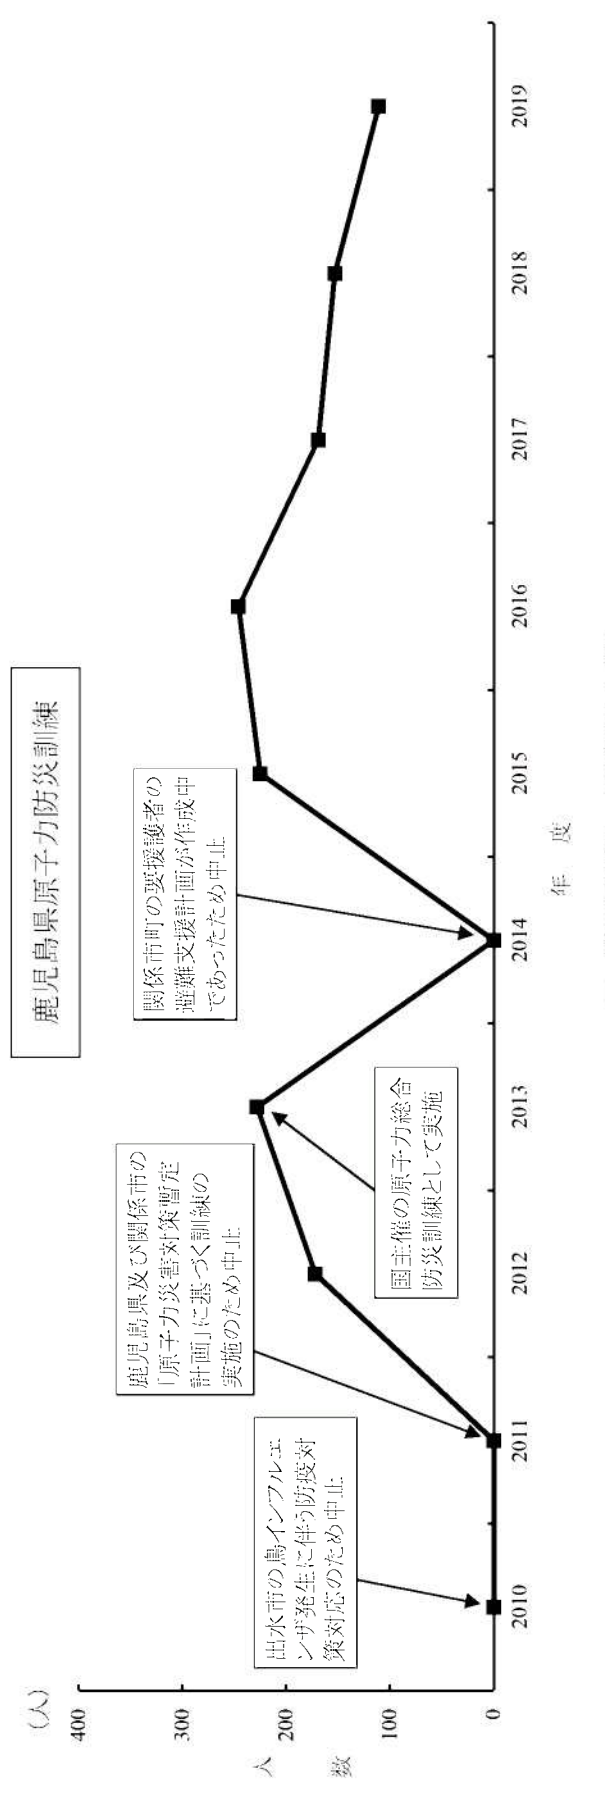 鹿児島県原子力防災訓練
(人)
400
300
200
100
0
人
数
出水市の鳥インフルエ
ンザ発生に伴う防疫対
策対応のため中止
鹿児島県及び関係市の
「原子力災害対策暫定
計画」に基づく訓練の
実施のため中止
国主催の原子力総合
防災訓練として実施
関係市町の要援護者の
避難支援計画が作成中
であったため中止
2010
2011
2012
2013
2014
2015
2016
2017
2018
2019
年 度